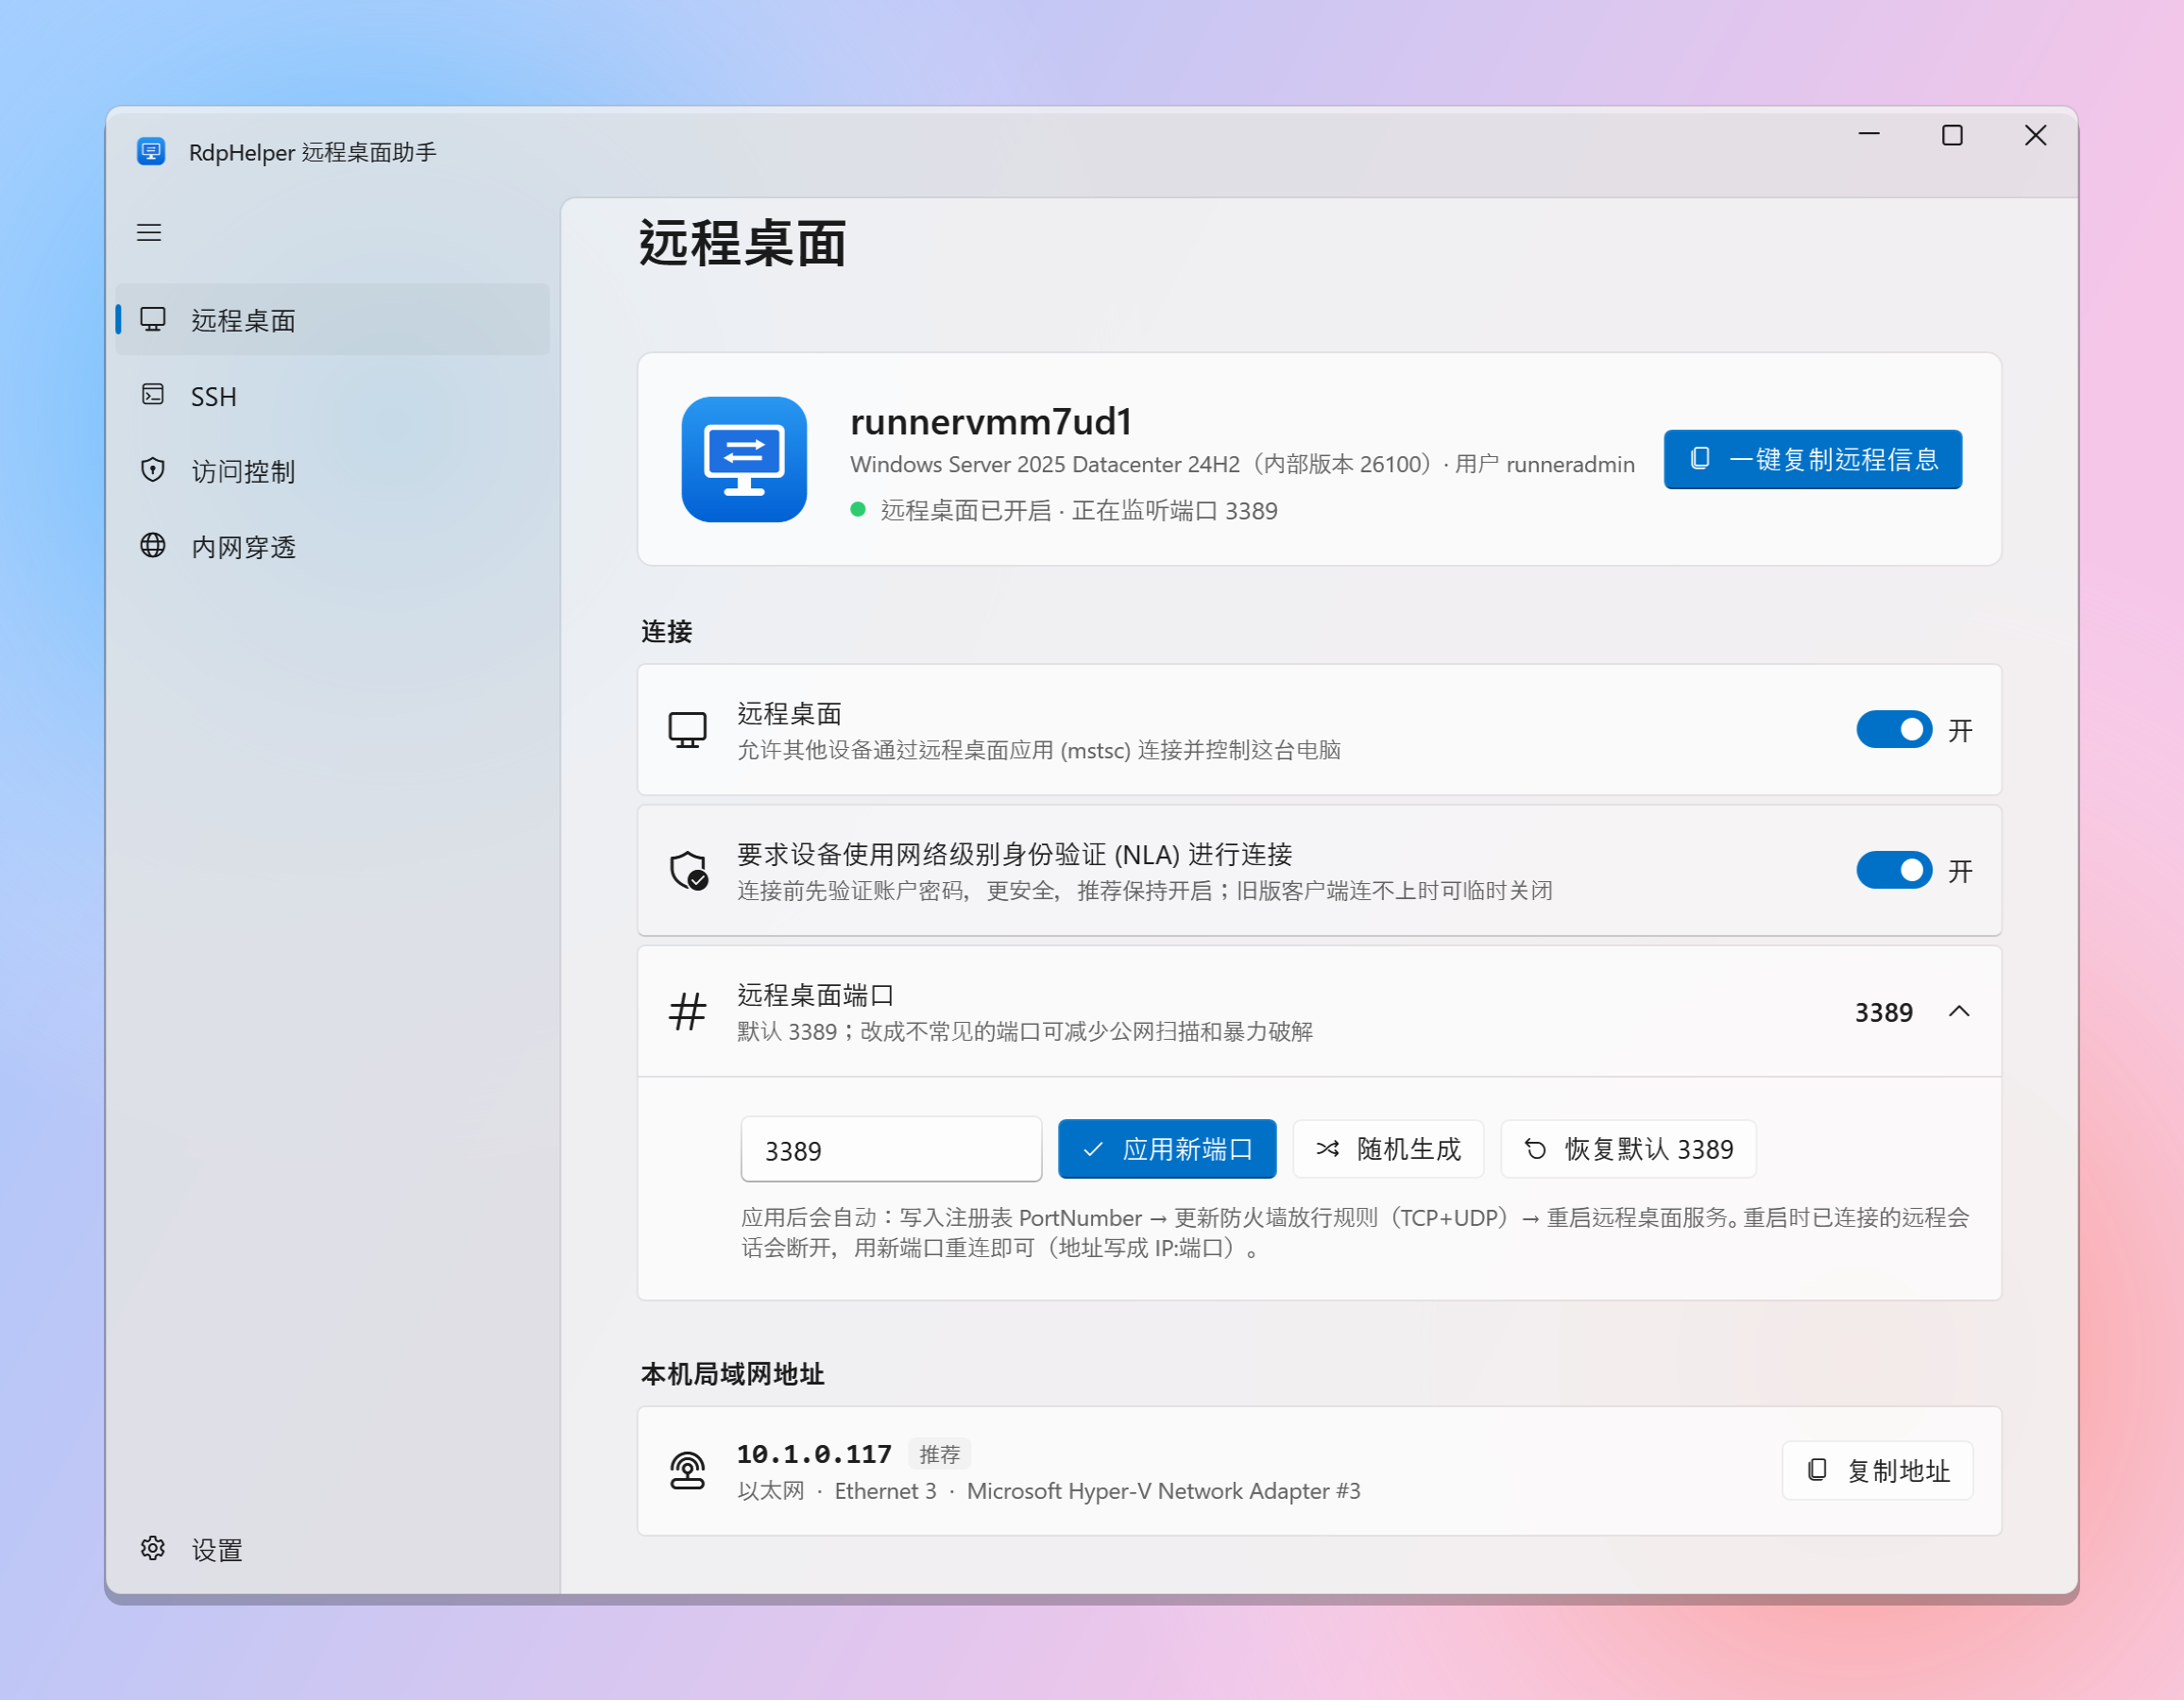 RdpHelper 远程桌面助手
远程桌面
SSH
访问控制
内网穿透
设置
远程桌面
runnervmm7ud1
Windows Server 2025 Datacenter 24H2（内部版本 26100）· 用户 runneradmin
远程桌面已开启 · 正在监听端口 3389
一键复制远程信息
连接
远程桌面
允许其他设备通过远程桌面应用 (mstsc) 连接并控制这台电脑
开
要求设备使用网络级别身份验证 (NLA) 进行连接
连接前先验证账户密码，更安全，推荐保持开启；旧版客户端连不上时可临时关闭
开
远程桌面端口
默认 3389；改成不常见的端口可减少公网扫描和暴力破解
3389
3389
应用新端口
随机生成
恢复默认 3389
应用后会自动：写入注册表 PortNumber → 更新防火墙放行规则（TCP+UDP）→ 重启远程桌面服务。重启时已连接的远程会
话会断开，用新端口重连即可（地址写成 IP:端口）。
本机局域网地址
10.1.0.117 推荐
以太网 · Ethernet 3 · Microsoft Hyper-V Network Adapter #3
复制地址